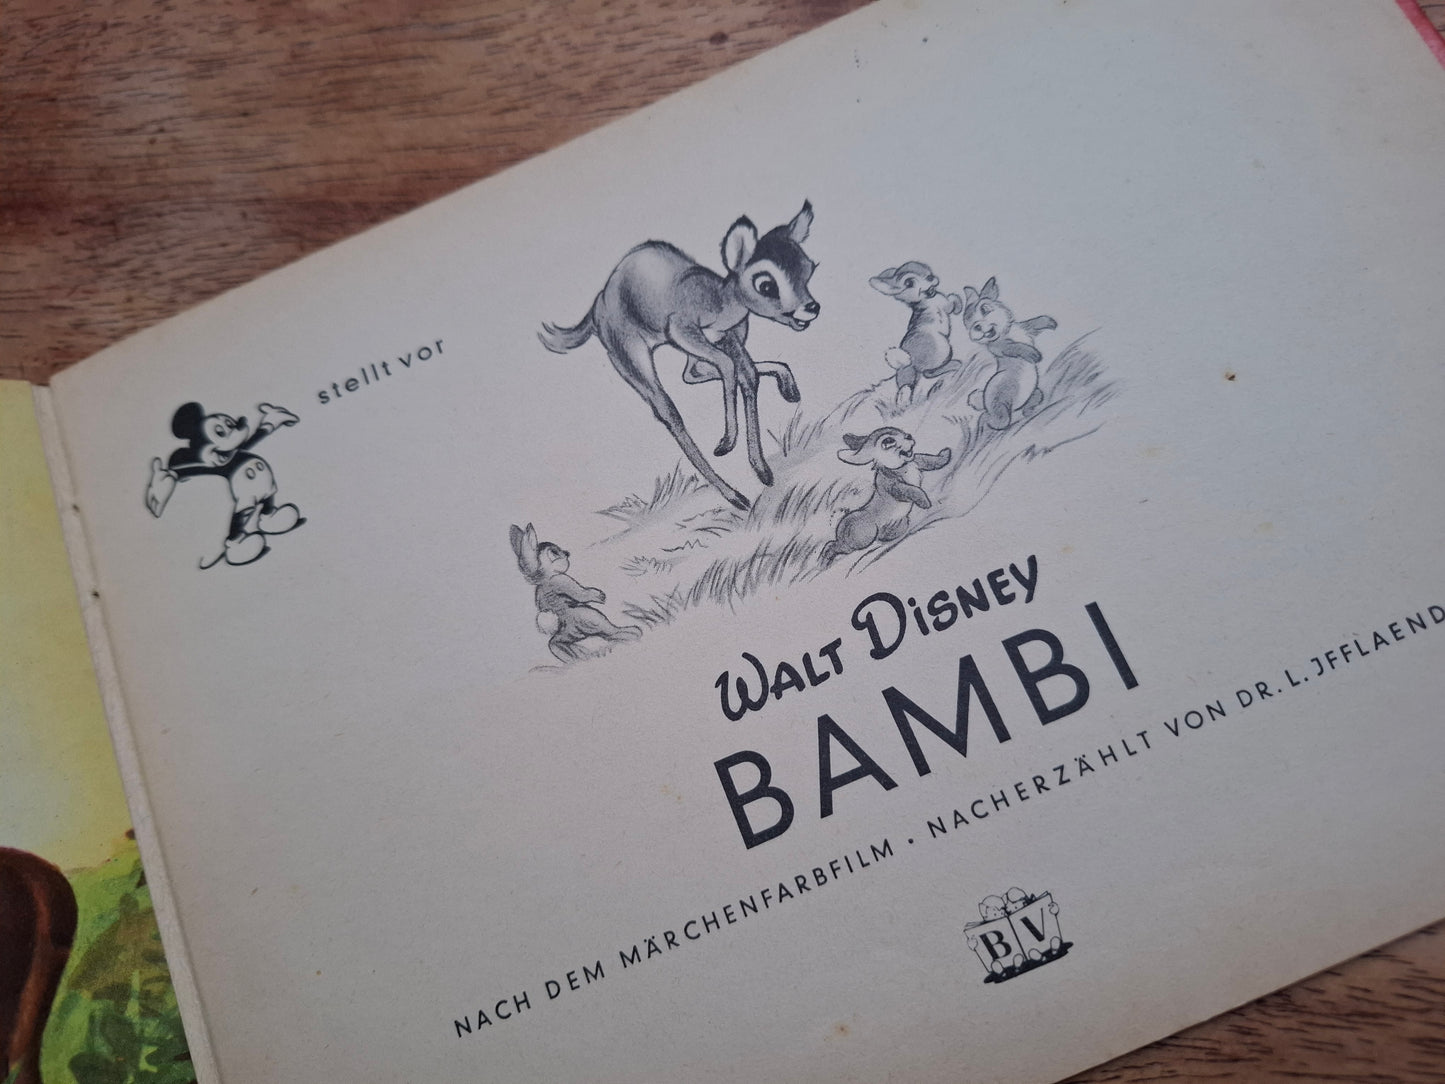 stellt vor
WALT DISNEY
BAMBI
NACH DEM MÄRCHENFARBFILM . NACHERZÄHLT VON DR. L. JFFLAEND
BV